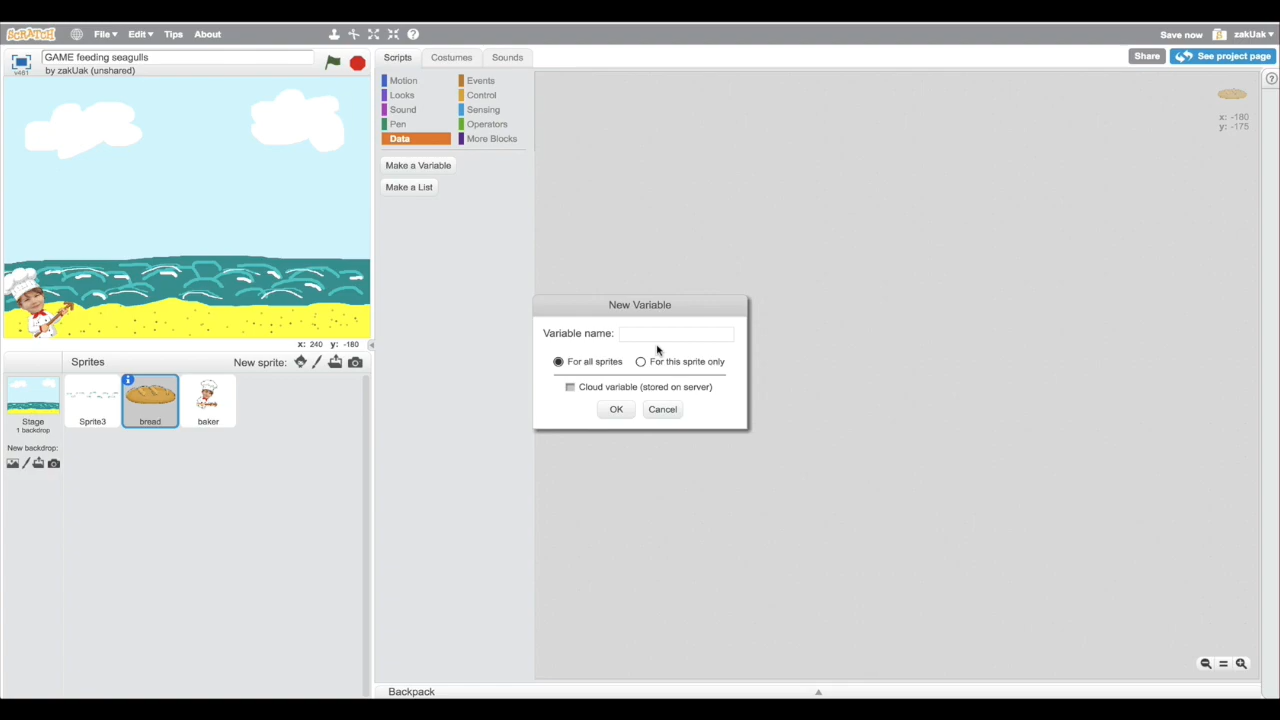 SCRATCH File Edit Tips About Save now zakUak
GAME feeding seagulls
by zakUak (unshared)
v461
Scripts Costumes Sounds
Share See project page
Motion Events
Looks Control
Sound Sensing
Pen Operators
Data More Blocks
Make a Variable
Make a List
x: -180
y: -175
New Variable
Variable name:
For all sprites For this sprite only
Cloud variable (stored on server)
OK Cancel
x: 240 y: -180
Sprites New sprite:
Stage
1 backdrop
New backdrop:
Sprite3 bread baker
Backpack